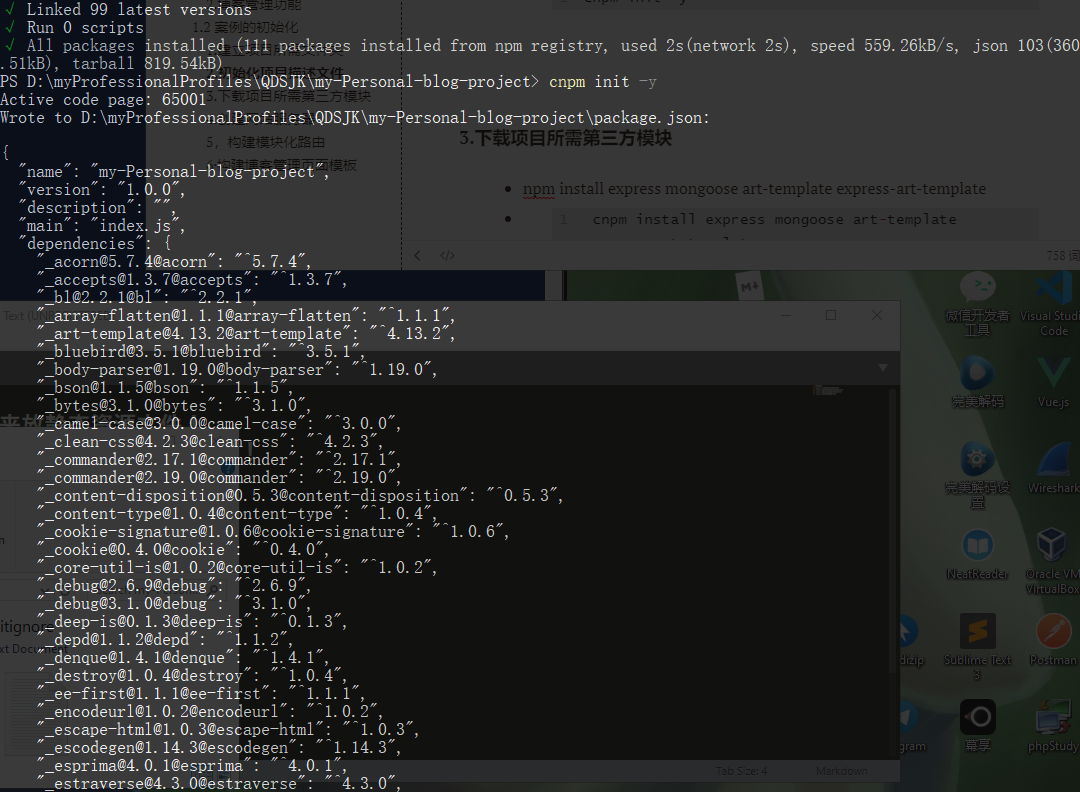 √ Linked 99 latest versions
√ Run 0 scripts
√ All packages installed (111 packages installed from npm registry, used 2s(network 2s), speed 559.26kB/s, json 103(360
.51kB), tarball 819.54kB)
PS D:\myProfessionalProfiles\QDSJK\my-Personal-blog-project> cnpm init -y
Active code page: 65001
Wrote to D:\myProfessionalProfiles\QDSJK\my-Personal-blog-project\package.json:
{
"name": "my-Personal-blog-project",
"version": "1.0.0",
"description": "",
"main": "index.js",
"dependencies": {
"_acorn@5.7.4@acorn": "^5.7.4",
"_accepts@1.3.7@accepts": "^1.3.7",
"_bl@2.2.1@bl": "^2.2.1",
"_array-flatten@1.1.1@array-flatten": "^1.1.1",
"_art-template@4.13.2@art-template": "^4.13.2",
"_bluebird@3.5.1@bluebird": "^3.5.1",
"_body-parser@1.19.0@body-parser": "^1.19.0",
"_bson@1.1.5@bson": "^1.1.5",
"_bytes@3.1.0@bytes": "^3.1.0",
"_camel-case@3.0.0@camel-case": "^3.0.0",
"_clean-css@4.2.3@clean-css": "^4.2.3",
"_commander@2.17.1@commander": "^2.17.1",
"_commander@2.19.0@commander": "^2.19.0",
"_content-disposition@0.5.3@content-disposition": "^0.5.3",
"_content-type@1.0.4@content-type": "^1.0.4",
"_cookie-signature@1.0.6@cookie-signature": "^1.0.6",
"_cookie@0.4.0@cookie": "^0.4.0",
"_core-util-is@1.0.2@core-util-is": "^1.0.2",
"_debug@2.6.9@debug": "^2.6.9",
"_debug@3.1.0@debug": "^3.1.0",
"_deep-is@0.1.3@deep-is": "^0.1.3",
"_depd@1.1.2@depd": "^1.1.2",
"_denque@1.4.1@denque": "^1.4.1",
"_destroy@1.0.4@destroy": "^1.0.4",
"_ee-first@1.1.1@ee-first": "^1.1.1",
"_encodeurl@1.0.2@encodeurl": "^1.0.2",
"_escape-html@1.0.3@escape-html": "^1.0.3",
"_escodegen@1.14.3@escodegen": "^1.14.3",
"_esprima@4.0.1@esprima": "^4.0.1",
"_estraverse@4.3.0@estraverse": "^4.3.0",
1.2 案例的初始化
3.下载项目所需第三方模块
5，构建模块化路由
3.下载项目所需第三方模块
npm install express mongoose art-template express-art-template
1 cnpm install express mongoose art-template
758 词
微信开发者
工具
Visual Studi
Code
完美解码
Vue.js
完美解码设
置
Wireshark
NeatReader
Oracle VM
VirtualBox
Sublime Text
3
Postman
幕享
phpStudy
Tab Size: 4
Markdown